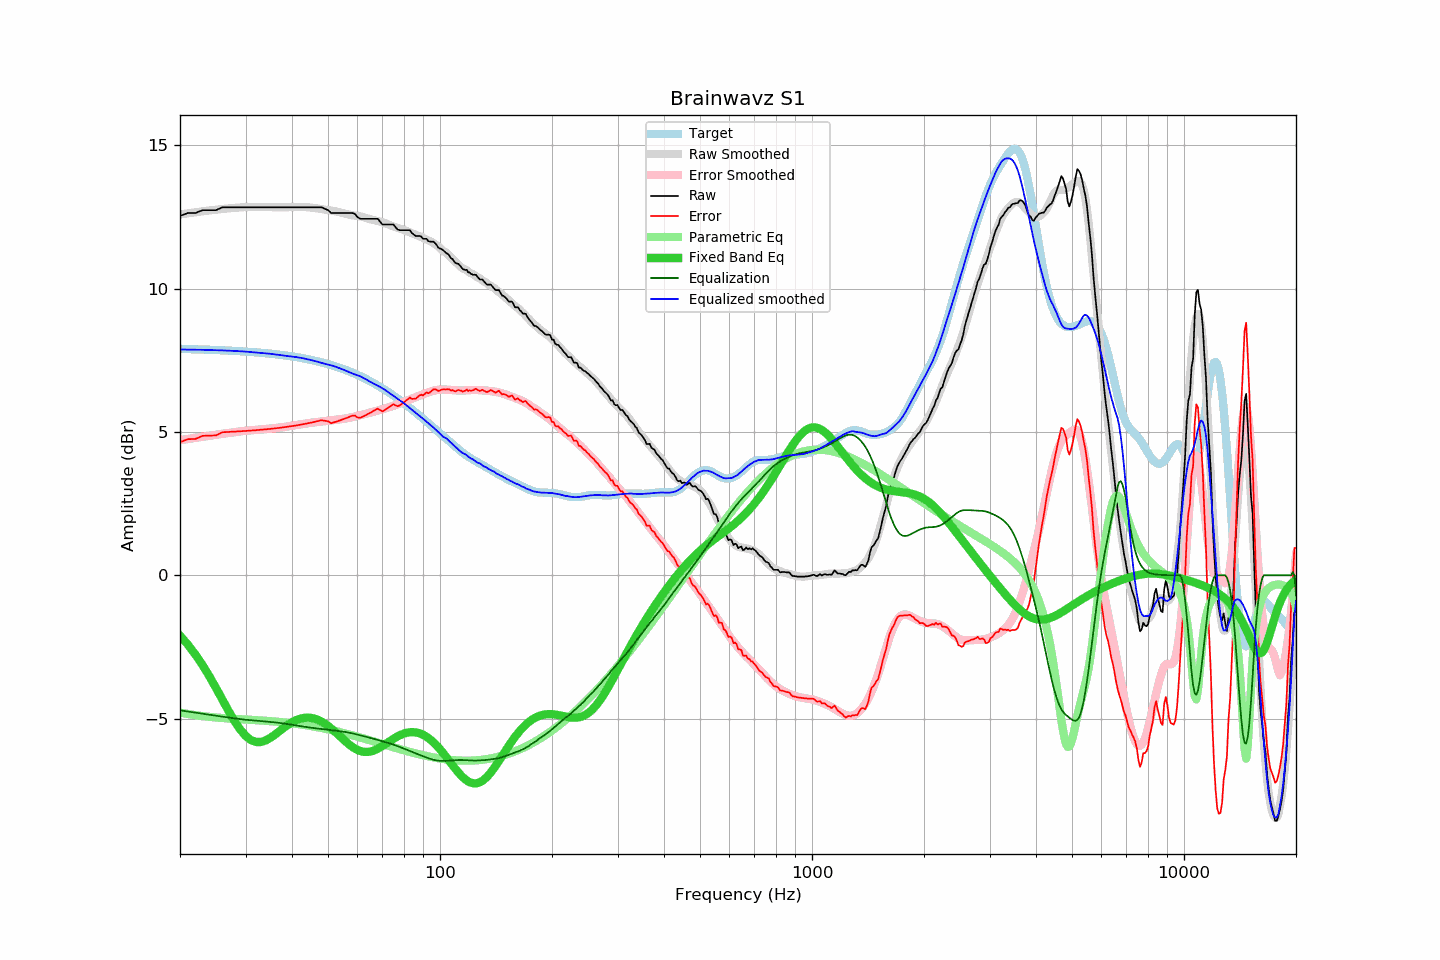 Brainwavz S1
Target
Raw Smoothed
Error Smoothed
Raw
Error
Parametric Eq
Fixed Band Eq
Equalization
Equalized smoothed
15
10
5
0
−5
Amplitude (dBr)
100
1000
10000
Frequency (Hz)